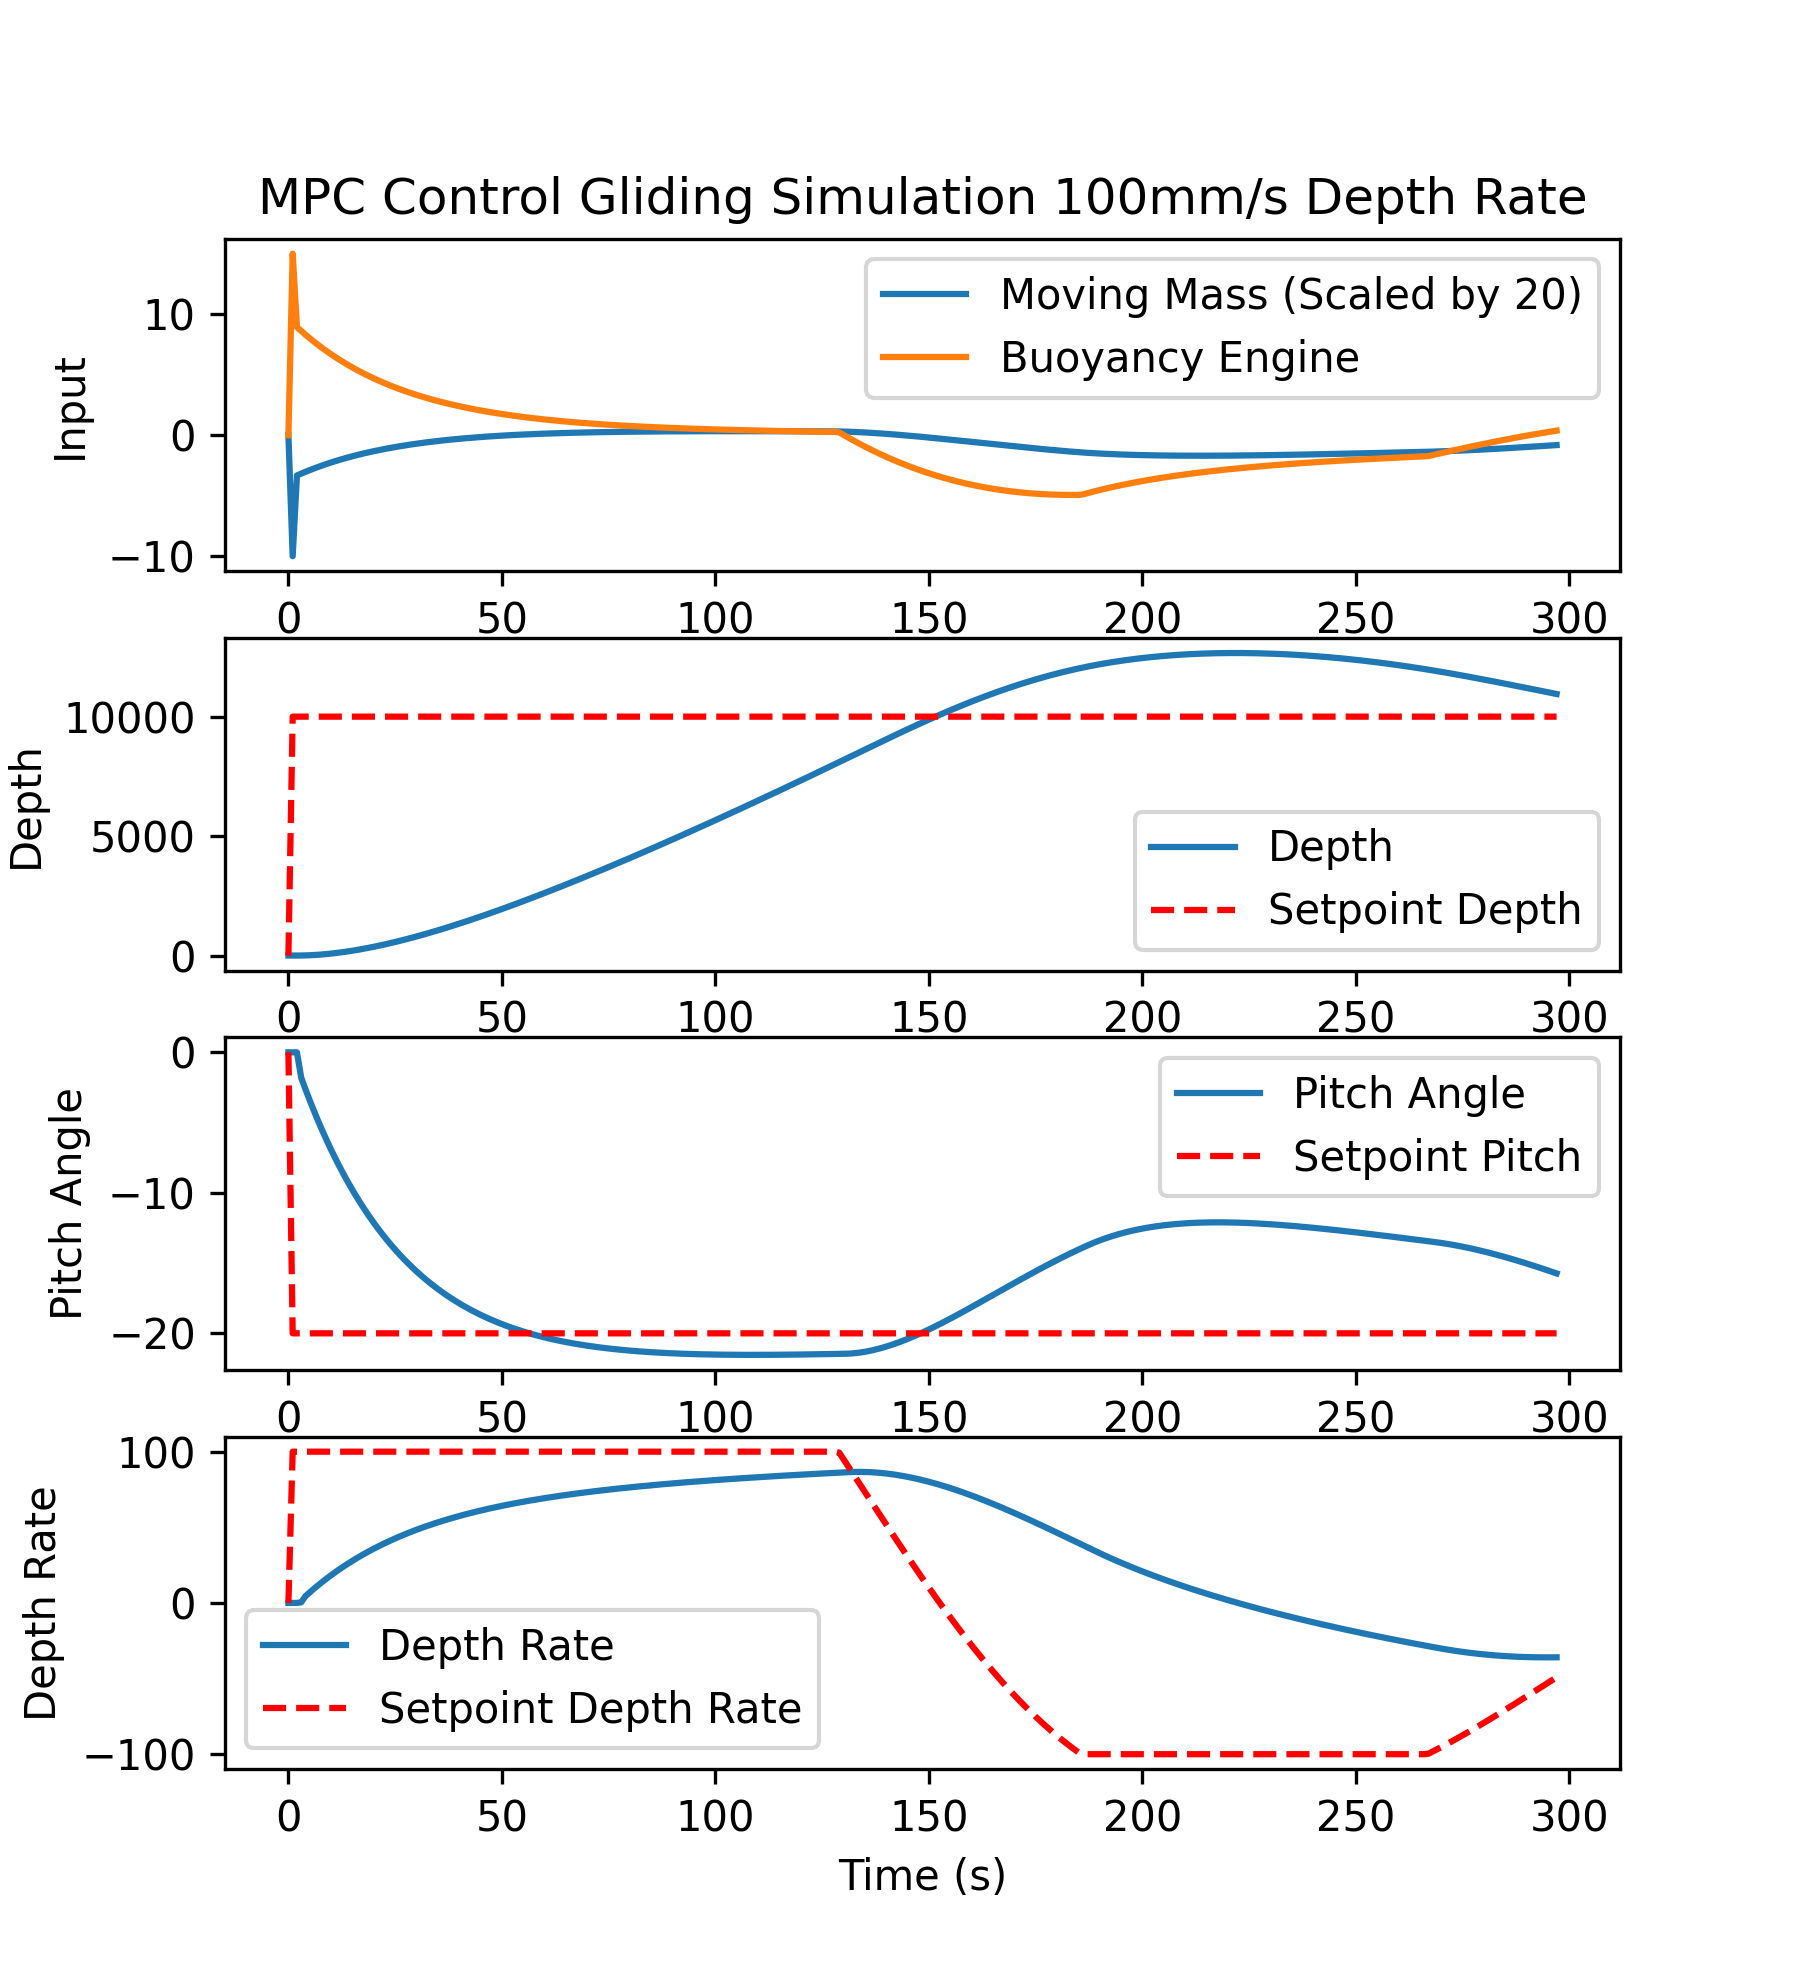 MPC Control Gliding Simulation 100mm/s Depth Rate
Input
10
0
−10
Moving Mass (Scaled by 20)
Buoyancy Engine
0 50 100 150 200 250 300
Depth
10000
5000
0
Depth
Setpoint Depth
0 50 100 150 200 250 300
Pitch Angle
0
−10
−20
Pitch Angle
Setpoint Pitch
0 50 100 150 200 250 300
Depth Rate
100
0
−100
Depth Rate
Setpoint Depth Rate
0 50 100 150 200 250 300
Time (s)